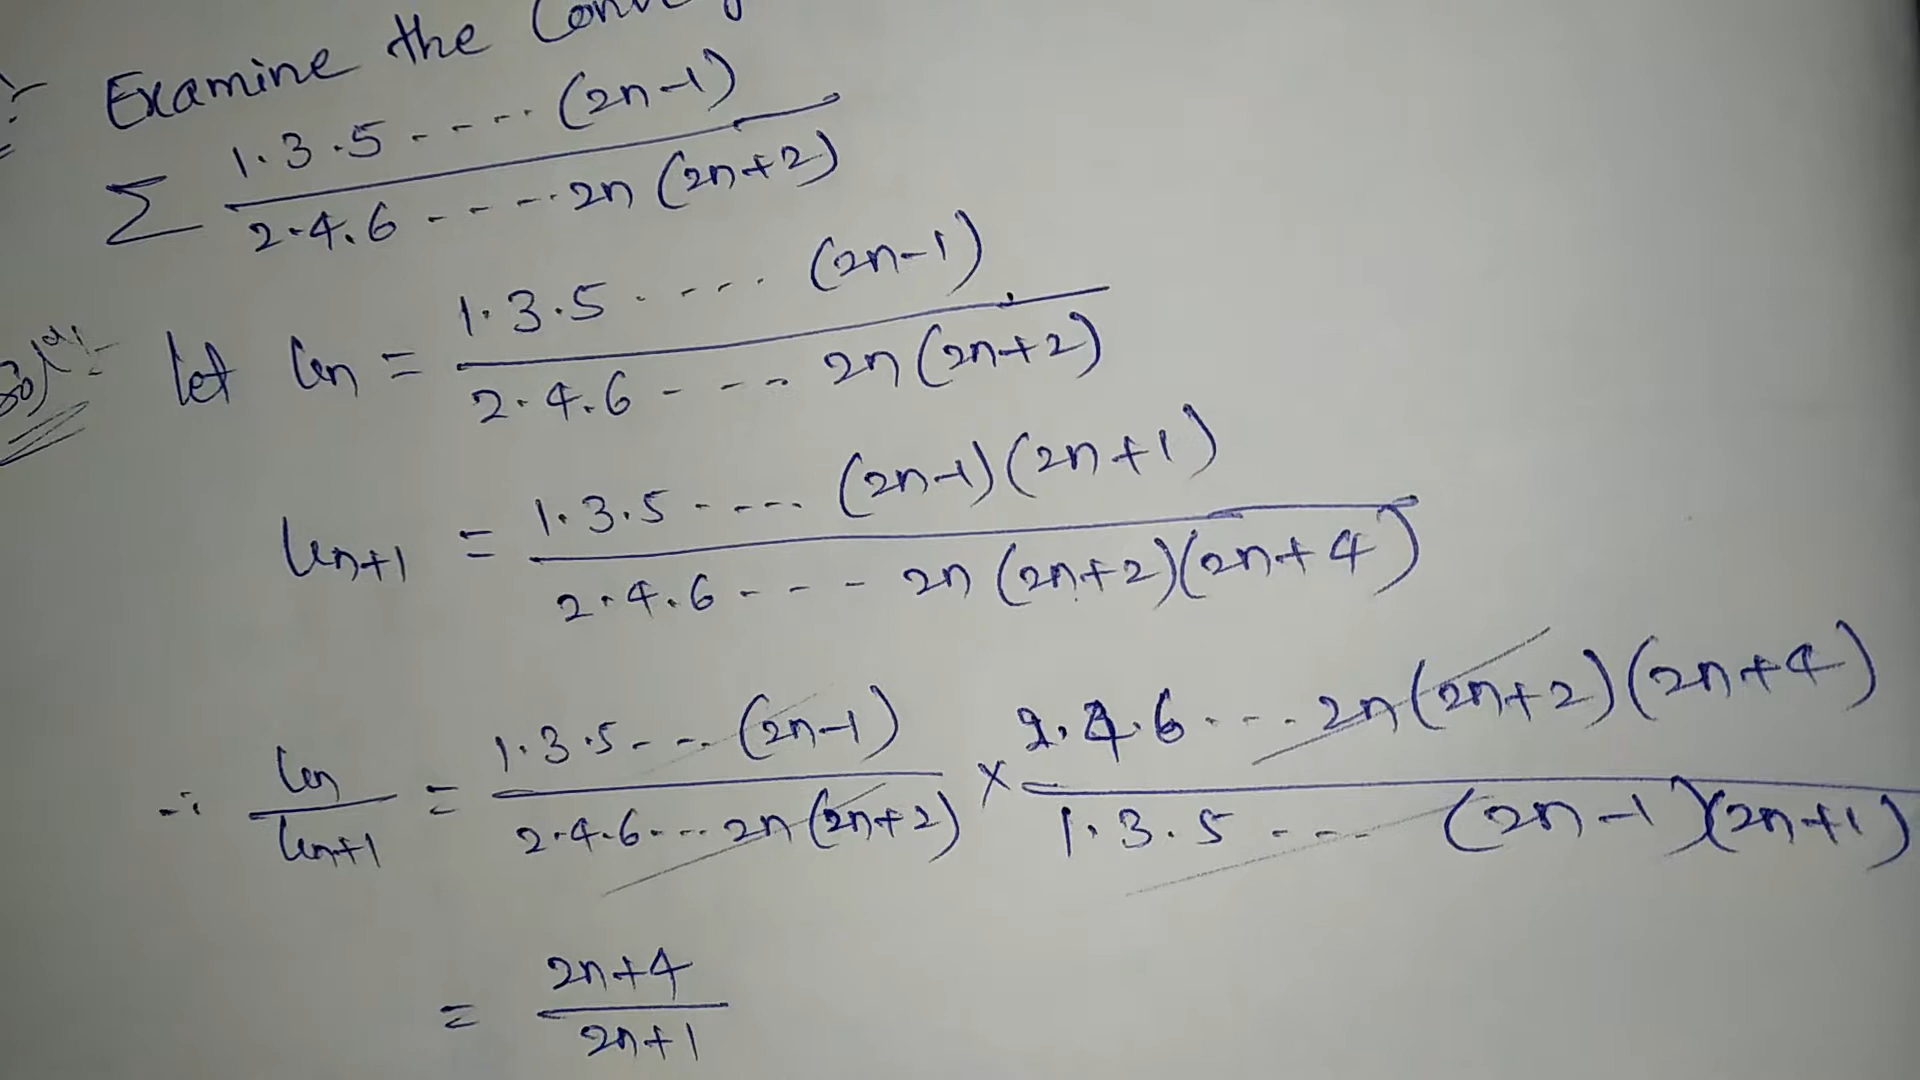 Examine the
∑ 1.3.5.....(2n-1) / 2.4.6.....2n(2n+2)
Solⁿ:- let un = 1.3.5.....(2n-1) / 2.4.6----2n(2n+2)
un+1 = 1.3.5.....(2n-1)(2n+1) / 2.4.6---2n(2n+2)(2n+4)
∴ un/un+1 = 1.3.5---(2n-1) / 2.4.6...2n(2n+2) × 2.4.6...2n(2n+2)(2n+4) / 1.3.5...(2n-1)(2n+1)
= 2n+4 / 2n+1